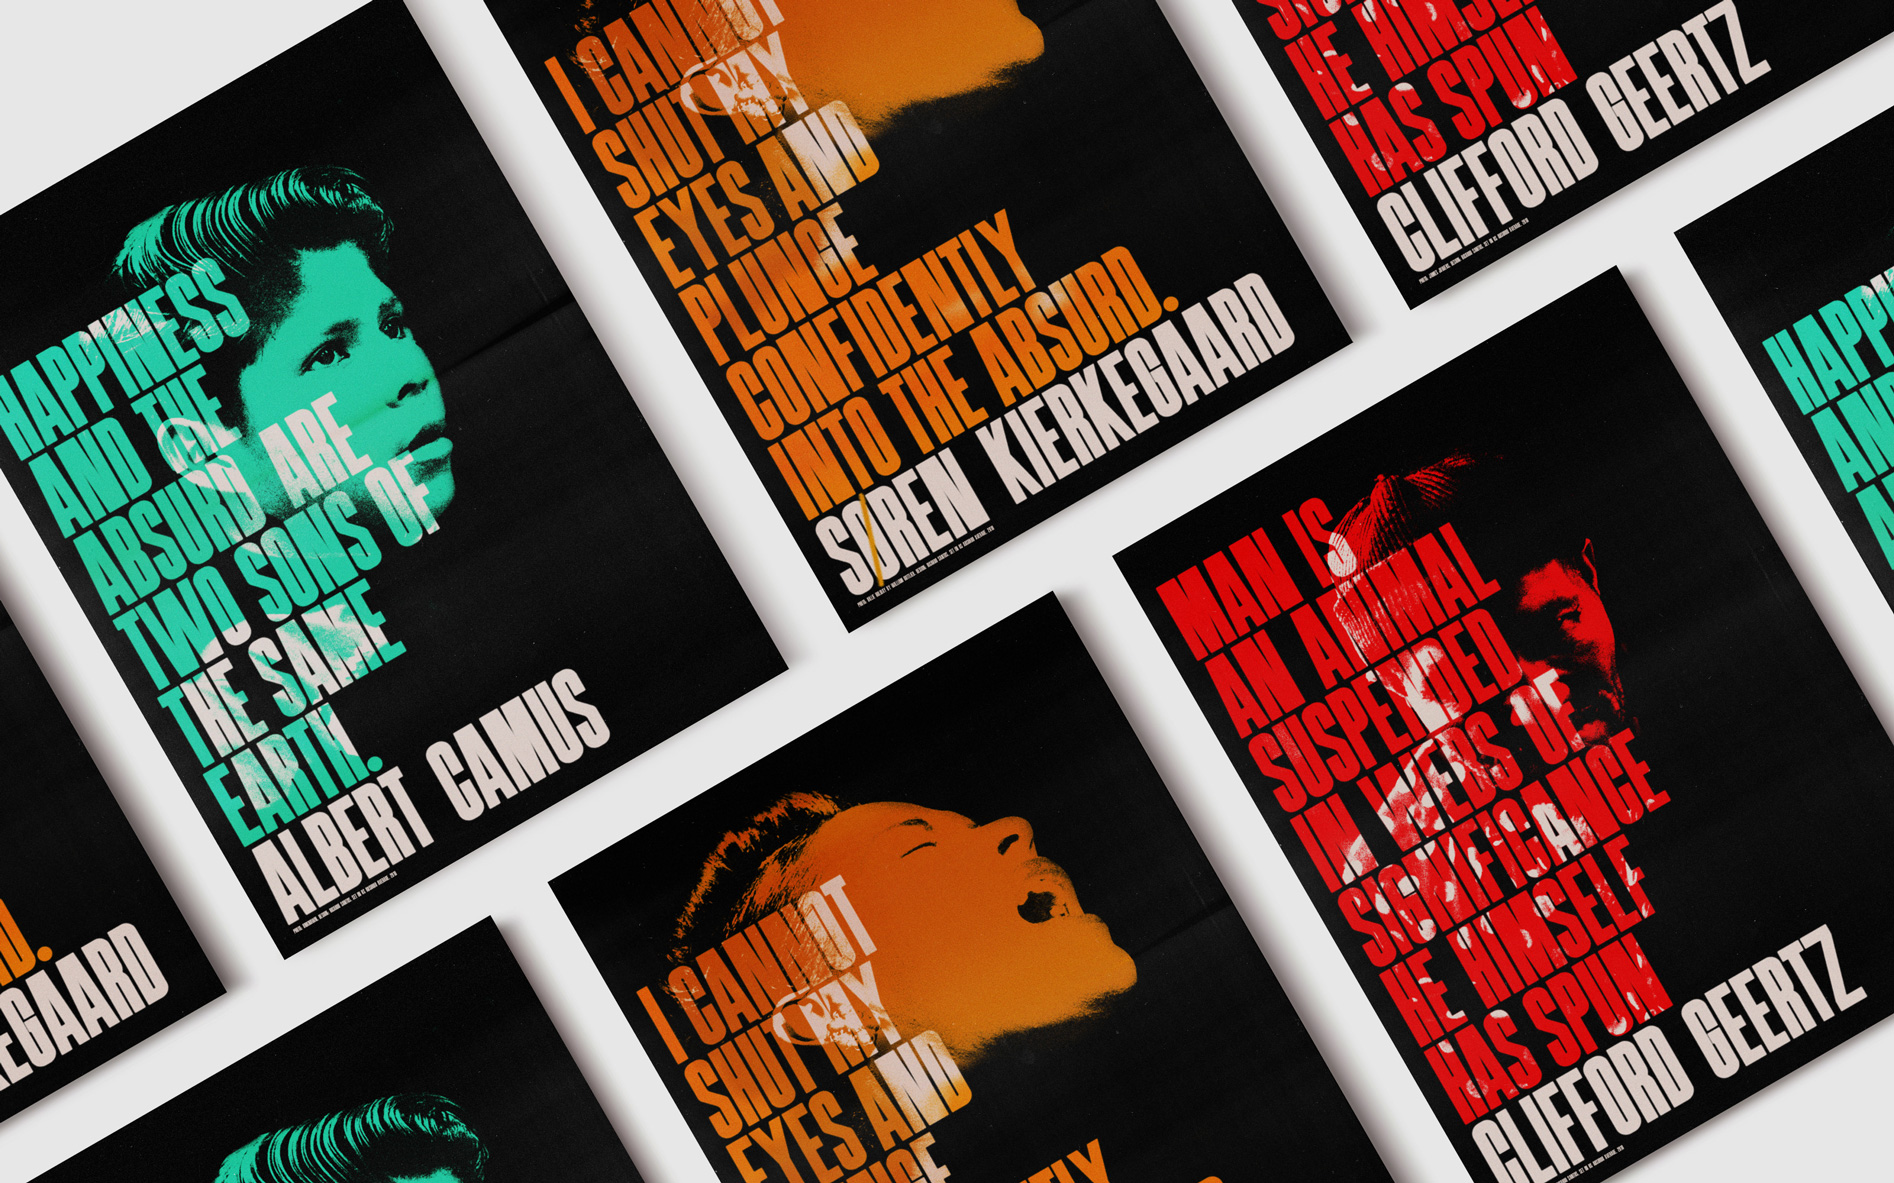 HAPPINESS
AND THE
ABSURD ARE
TWO SONS OF
THE SAME
EARTH.
ALBERT CAMUS
I CANNOT
SHUT MY
EYES AND
PLUNGE
CONFIDENTLY
INTO THE ABSURD.
SØREN KIERKEGAARD
HE HIMSELF
HAS SPUN
CLIFFORD GEERTZ
MAN IS
AN ANIMAL
SUSPENDED
IN WEBS OF
SIGNIFICANCE
HE HIMSELF
HAS SPUN
CLIFFORD GEERTZ
I CANNOT
SHUT MY
EYES AND